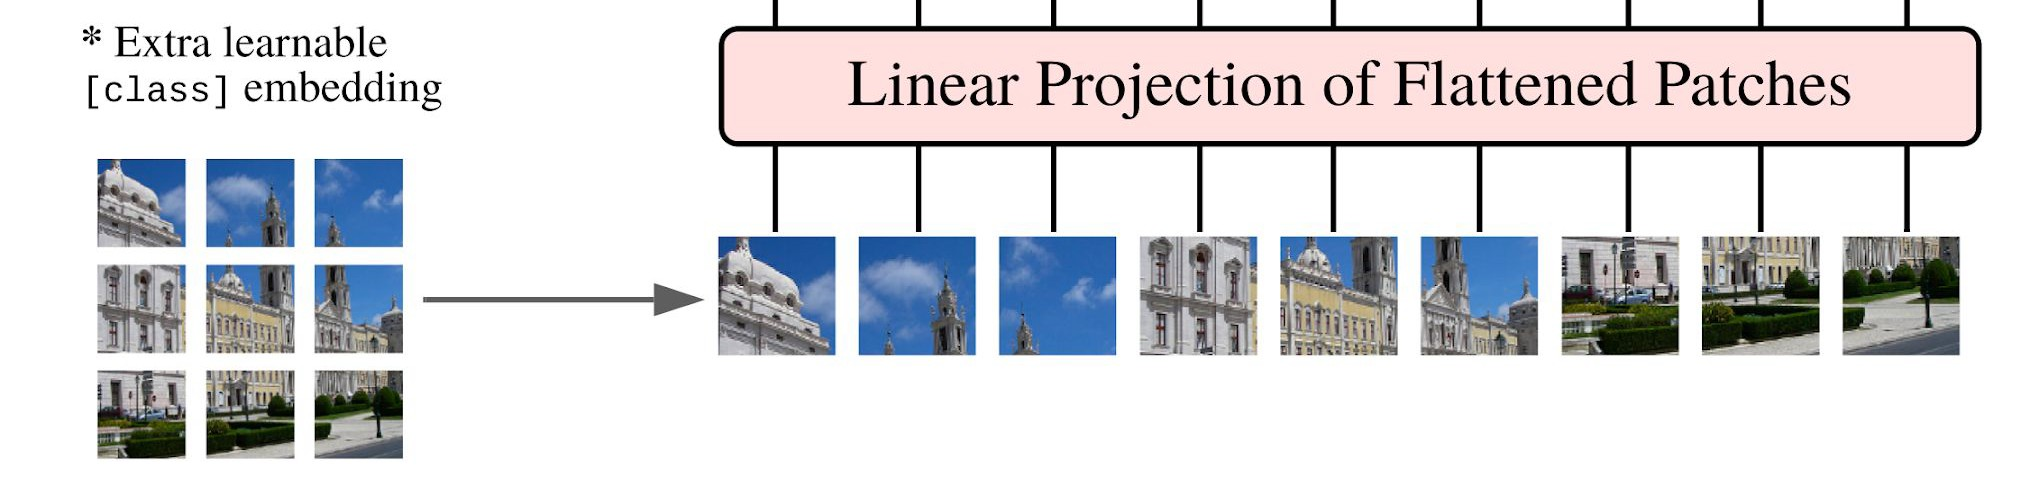 * Extra learnable
[class] embedding
Linear Projection of Flattened Patches